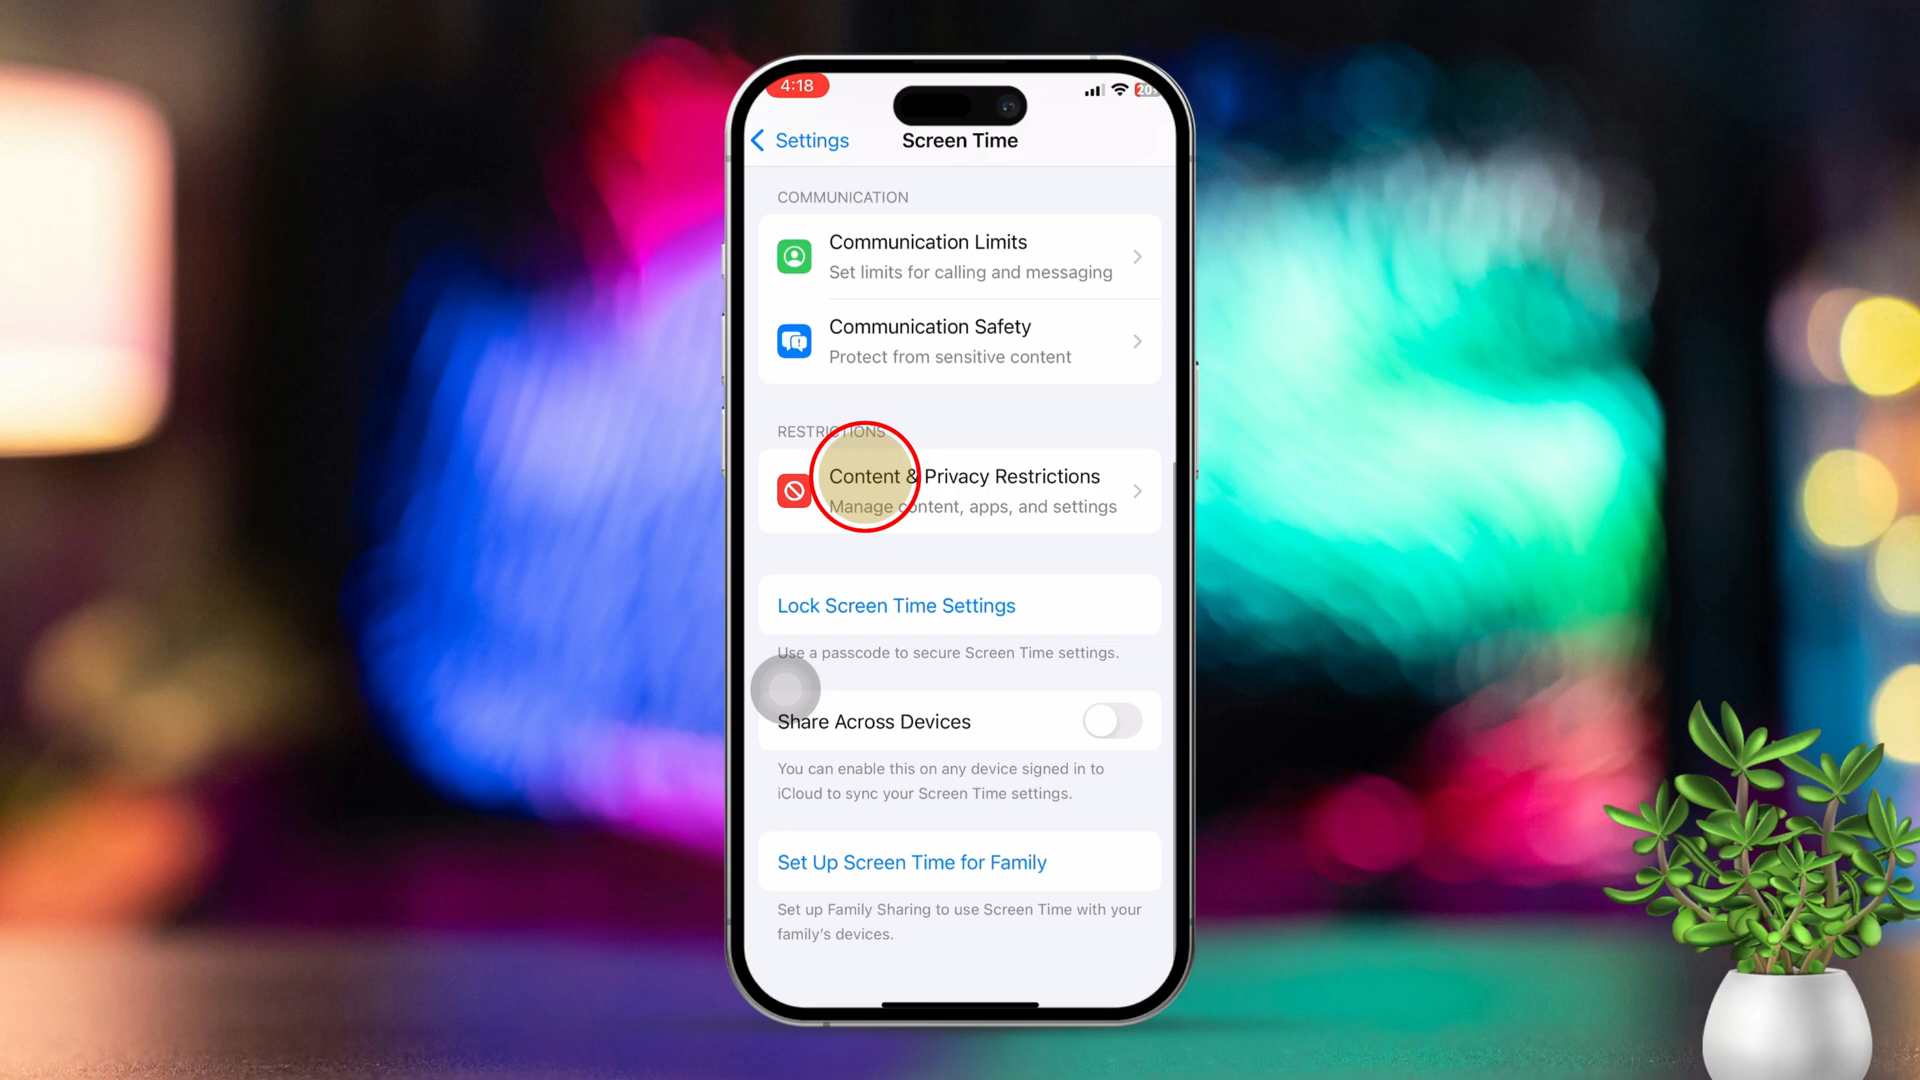 4:18
20
Settings
Screen Time
COMMUNICATION
Communication Limits
Set limits for calling and messaging
Communication Safety
Protect from sensitive content
RESTRICTIONS
Content & Privacy Restrictions
Manage content, apps, and settings
Lock Screen Time Settings
Use a passcode to secure Screen Time settings.
Share Across Devices
You can enable this on any device signed in to
iCloud to sync your Screen Time settings.
Set Up Screen Time for Family
Set up Family Sharing to use Screen Time with your
family’s devices.